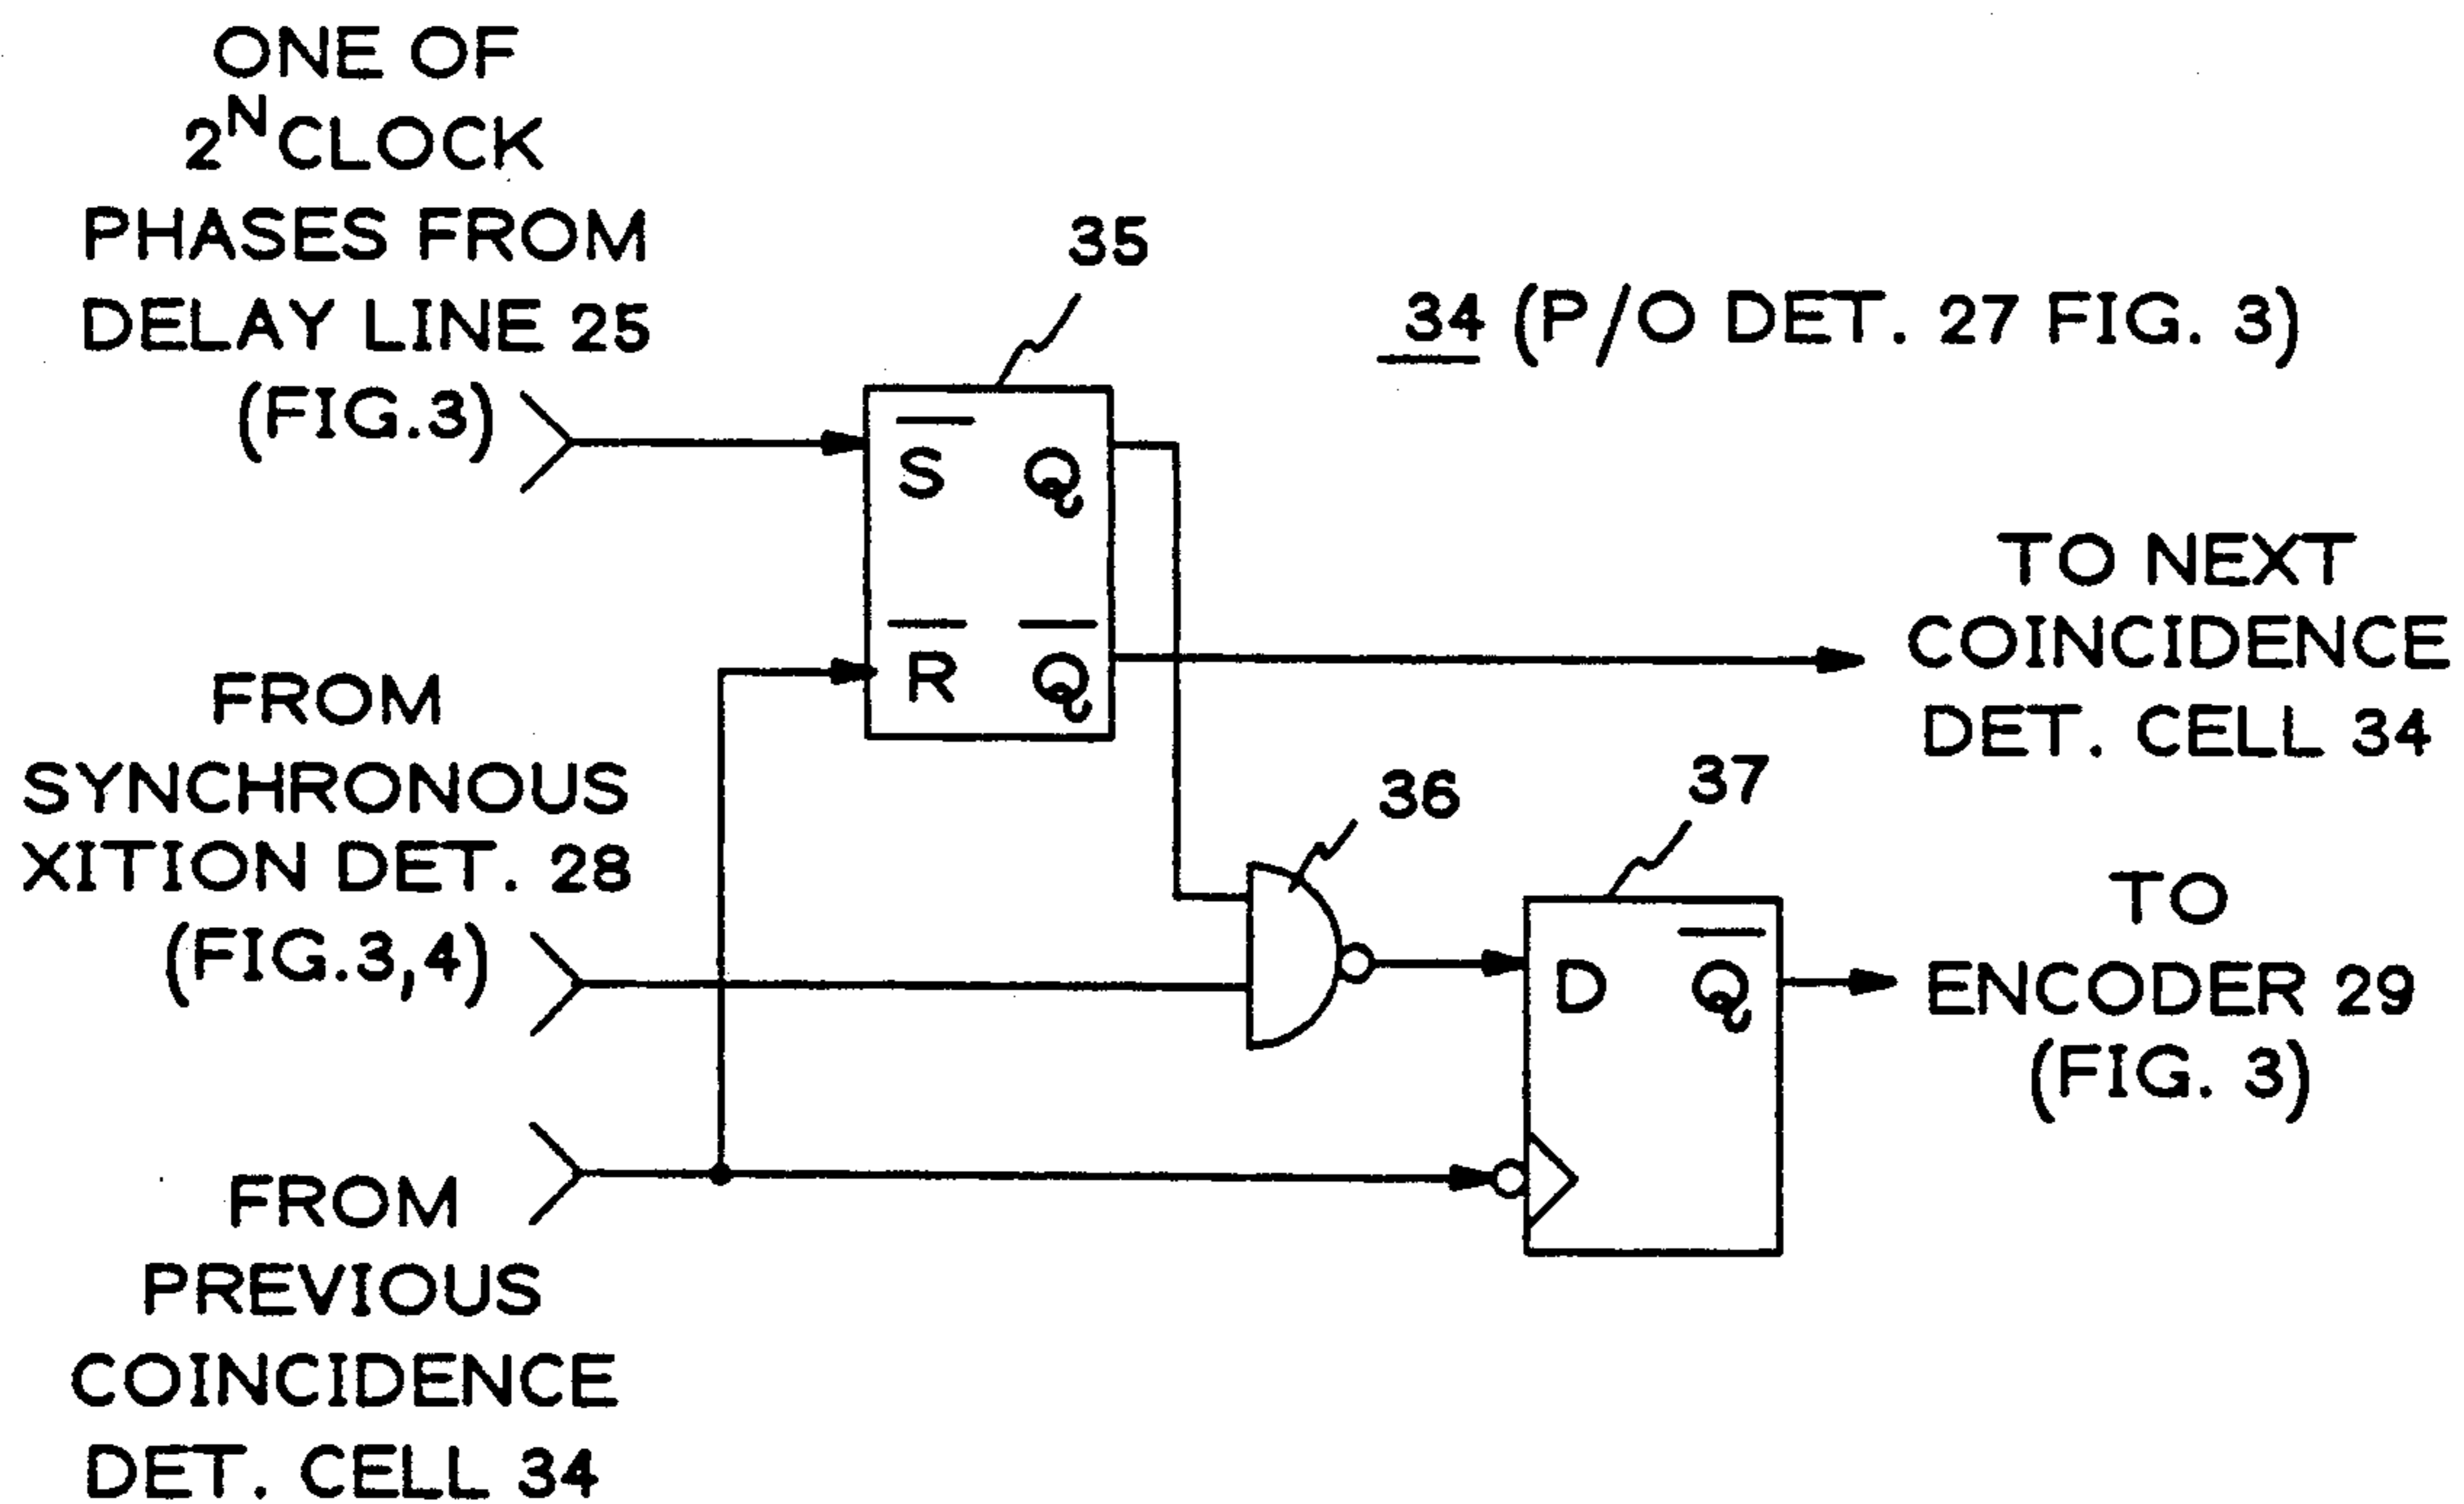 ONE OF
2^N CLOCK
PHASES FROM
DELAY LINE 25
(FIG.3)
35
34 (P/O DET. 27 FIG. 3)
S̅ Q
R̅ Q̅
TO NEXT
COINCIDENCE
DET. CELL 34
FROM
SYNCHRONOUS
XITION DET. 28
(FIG.3,4)
36
37
D Q̅
TO
ENCODER 29
(FIG. 3)
FROM
PREVIOUS
COINCIDENCE
DET. CELL 34